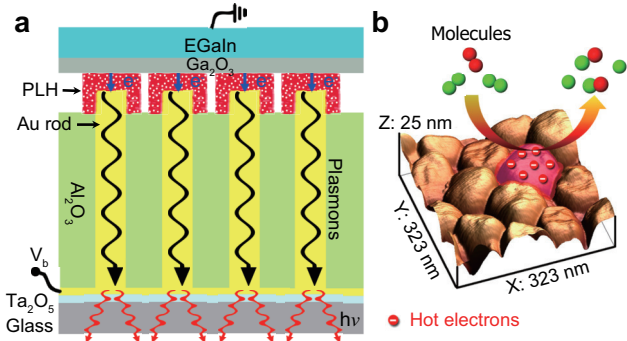 a
EGaIn
Ga₂O₃
e⁻ e⁻ e⁻ e⁻
PLH
Au rod
Al₂O₃
Plasmons
V_b
Ta₂O₅
Glass
hν
b
Molecules
Z: 25 nm
Y: 323 nm
X: 323 nm
Hot electrons